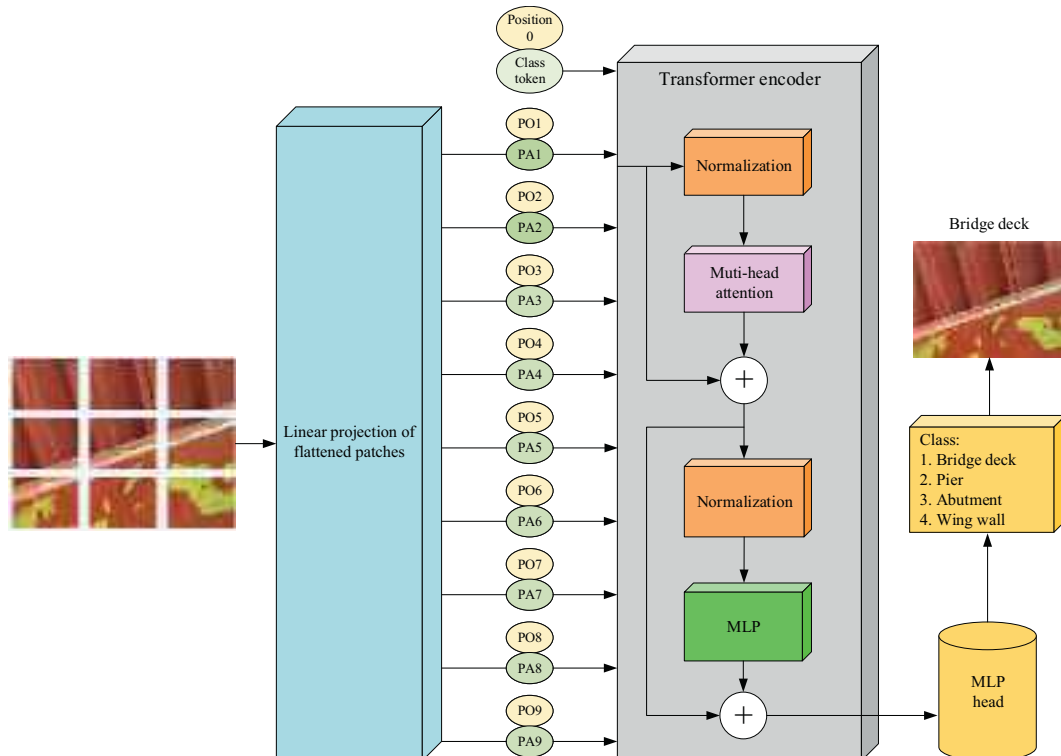 Position
0
Class
token
PO1
PA1
PO2
PA2
PO3
PA3
PO4
PA4
PO5
PA5
PO6
PA6
PO7
PA7
PO8
PA8
PO9
PA9
Linear projection of
flattened patches
Transformer encoder
Normalization
Muti-head
attention
+
Normalization
MLP
+
MLP
head
Class:
1. Bridge deck
2. Pier
3. Abutment
4. Wing wall
Bridge deck